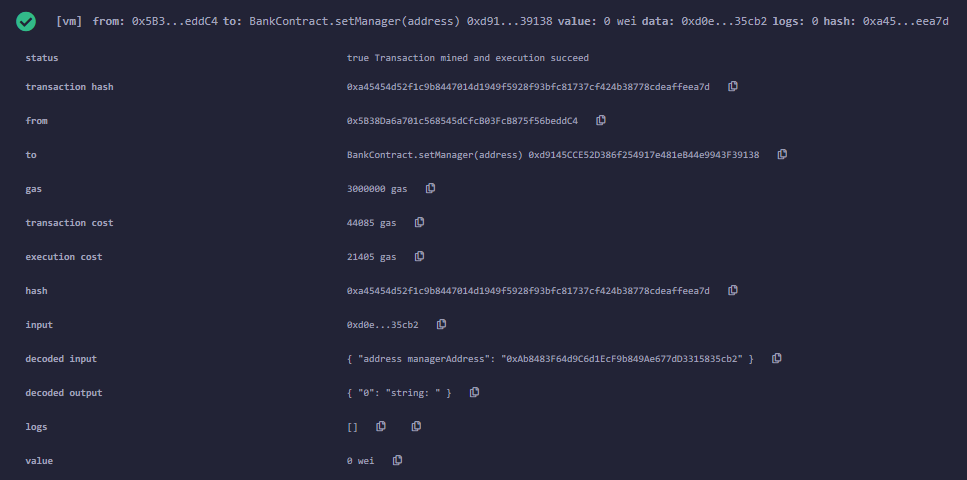 [vm] from: 0x5B3...eddC4 to: BankContract.setManager(address) 0xd91...39138 value: 0 wei data: 0xd0e...35cb2 logs: 0 hash: 0xa45...eea7d
status true Transaction mined and execution succeed
transaction hash 0xa45454d52f1c9b8447014d1949f5928f93bfc81737cf424b38778cdeaffeea7d
from 0x5B38Da6a701c568545dCfcB03FcB875f56beddC4
to BankContract.setManager(address) 0xd9145CCE52D386f254917e481eB44e9943F39138
gas 3000000 gas
transaction cost 44085 gas
execution cost 21405 gas
hash 0xa45454d52f1c9b8447014d1949f5928f93bfc81737cf424b38778cdeaffeea7d
input 0xd0e...35cb2
decoded input { "address managerAddress": "0xAb8483F64d9C6d1EcF9b849Ae677dD3315835cb2" }
decoded output { "0": "string: " }
logs []
value 0 wei